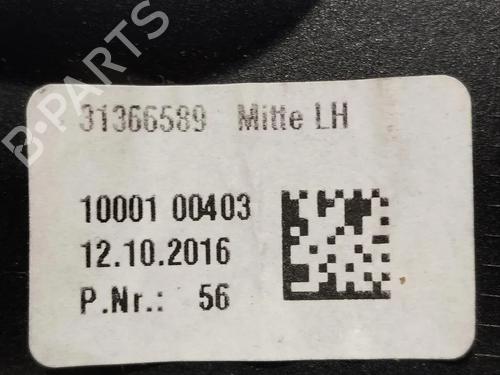 31366589 Mitte LH
10001 00403
12.10.2016
P.Nr.: 56
B-PARTS